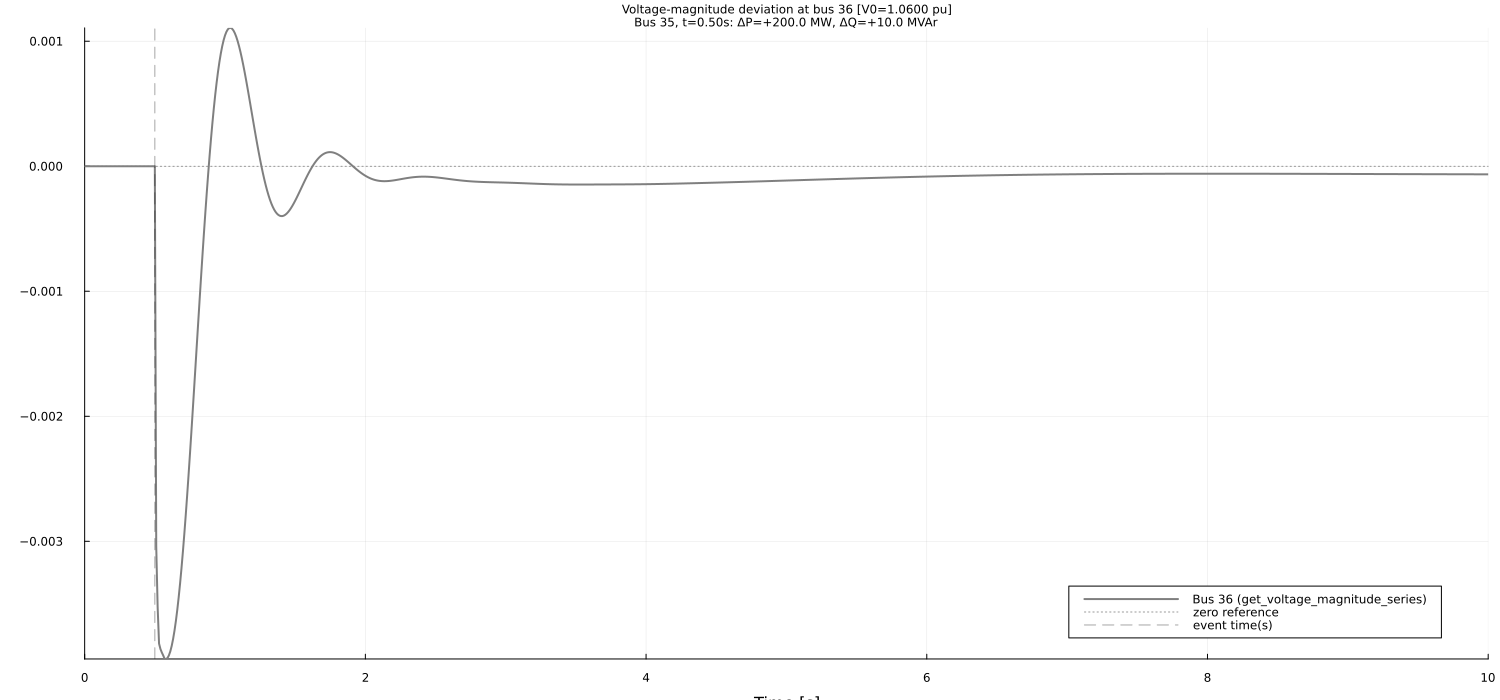 Voltage-magnitude deviation at bus 36 [V0=1.0600 pu]
Bus 35, t=0.50s: ΔP=+200.0 MW, ΔQ=+10.0 MVAr
0.001
0.000
−0.001
−0.002
−0.003
Bus 36 (get_voltage_magnitude_series)
zero reference
event time(s)
0 2 4 6 8 10
Time [s]